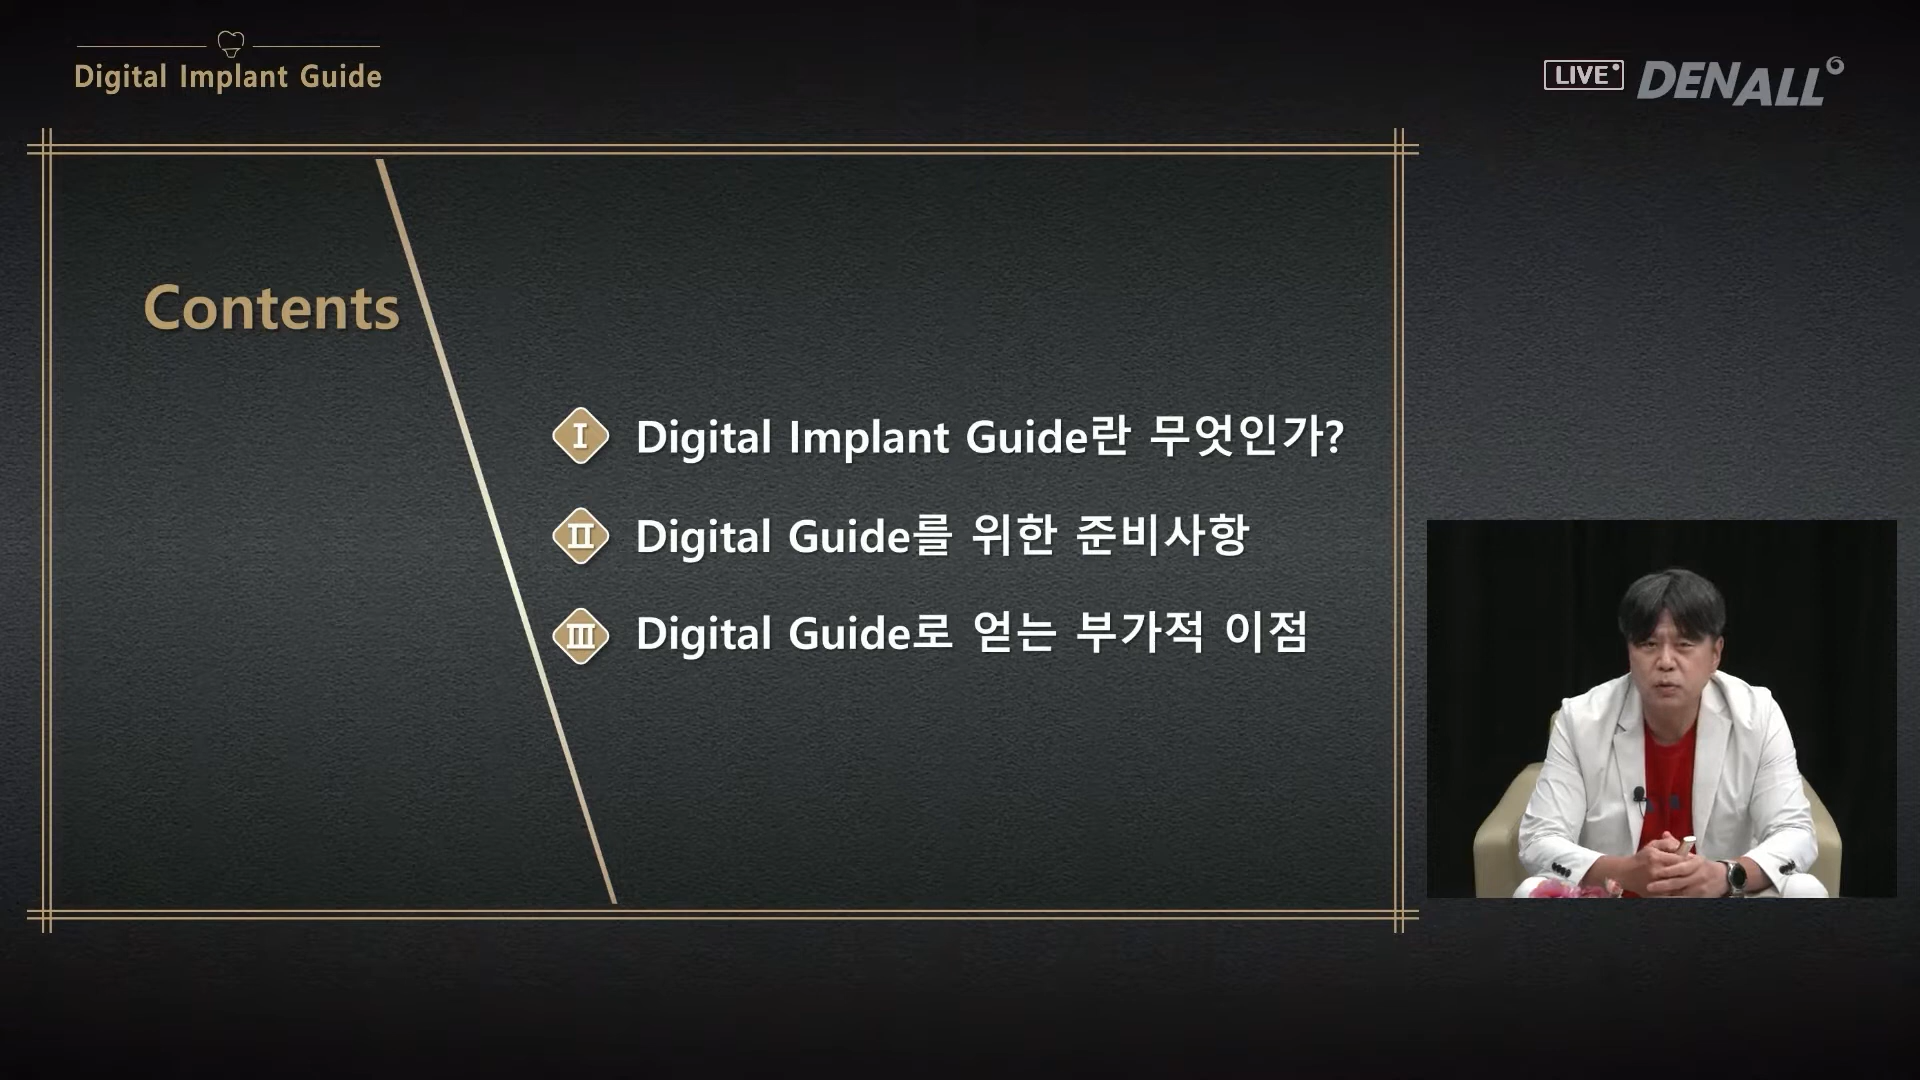 Digital Implant Guide
LIVE
DENALL
Contents
I Digital Implant Guide란 무엇인가?
II Digital Guide를 위한 준비사항
III Digital Guide로 얻는 부가적 이점